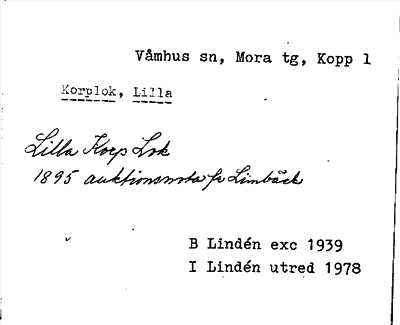 Våmhus sn, Mora tg, Kopp 1
Korplok, Lilla
Lilla Korp Lok
1895 auktionsnota fr Limbäck
B Lindén exc 1939
I Lindén utred 1978